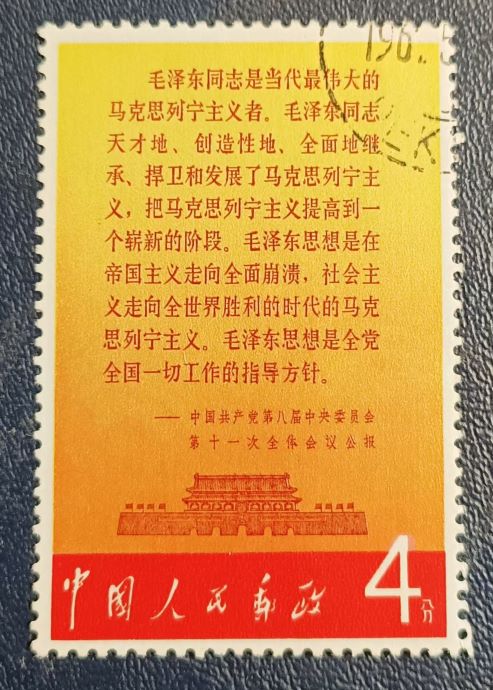 毛泽东同志是当代最伟大的
马克思列宁主义者。毛泽东同志
天才地、创造性地、全面地继
承、捍卫和发展了马克思列宁主
义，把马克思列宁主义提高到一
个崭新的阶段。毛泽东思想是在
帝国主义走向全面崩溃，社会主
义走向全世界胜利的时代的马克
思列宁主义。毛泽东思想是全党
全国一切工作的指导方针。
——中国共产党第八届中央委员会
第十一次全体会议公报
中国人民邮政
4分